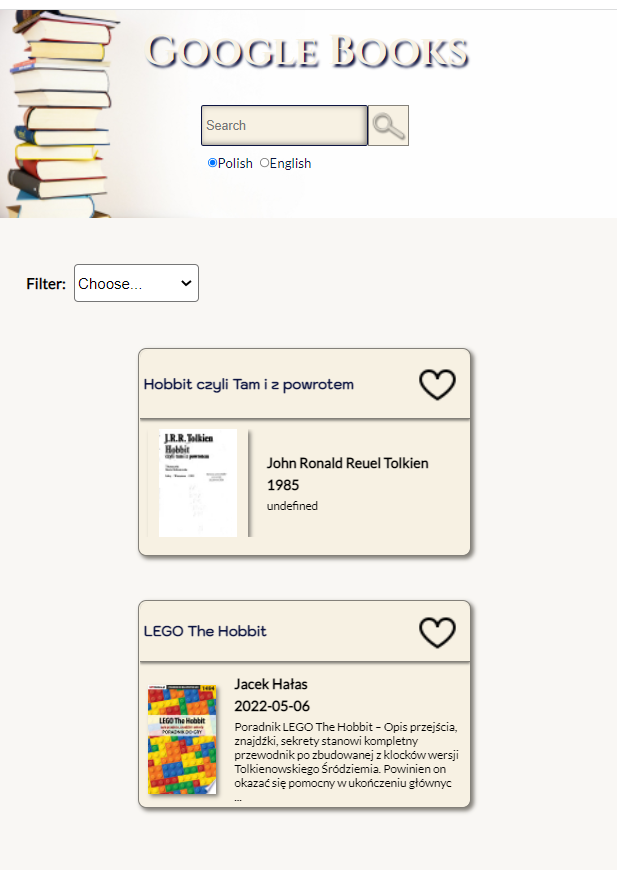 Google Books
Search
Polish English
Filter: Choose...
Hobbit czyli Tam i z powrotem
J.R.R. Tolkien
Hobbit
czyli tam i z powrotem
John Ronald Reuel Tolkien
1985
undefined
LEGO The Hobbit
LEGO The Hobbit
PORADNIK DO GRY
Jacek Hałas
2022-05-06
Poradnik LEGO The Hobbit – Opis przejścia,
znajdźki, sekrety stanowi kompletny
przewodnik po zbudowanej z klocków wersji
Tolkienowskiego Śródziemia. Powinien on
okazać się pomocny w ukończeniu głównyc
...